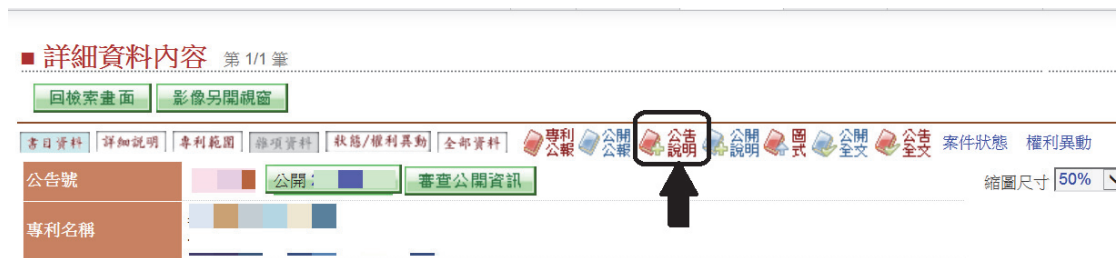 ■ 詳細資料內容 第 1/1 筆
回檢索畫面 影像另開視窗
書目資料 詳細說明 專利範圍 雜項資料 狀態/權利異動 全部資料 專利公報 公開公報 公告說明 公開說明 圖式 公開全文 公告全文 案件狀態 權利異動
公告號 公開 審查公開資訊 縮圖尺寸 50%
專利名稱